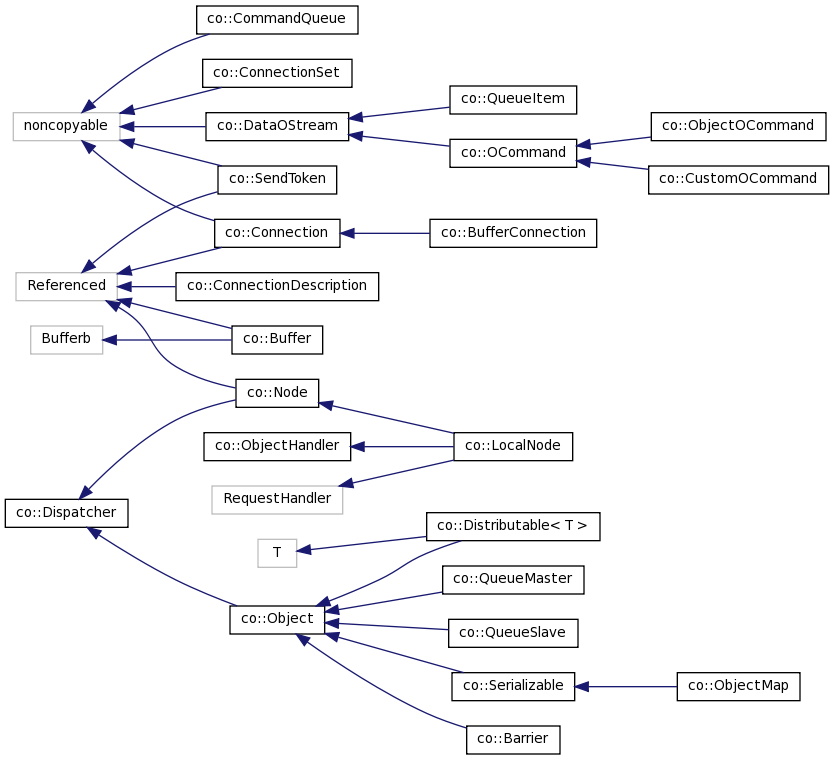 co::CommandQueue
co::ConnectionSet
co::QueueItem
noncopyable
co::DataOStream
co::ObjectOCommand
co::OCommand
co::SendToken
co::CustomOCommand
co::Connection
co::BufferConnection
Referenced
co::ConnectionDescription
Bufferb
co::Buffer
co::Node
co::ObjectHandler
co::LocalNode
RequestHandler
co::Dispatcher
co::Distributable< T >
T
co::QueueMaster
co::Object
co::QueueSlave
co::Serializable
co::ObjectMap
co::Barrier